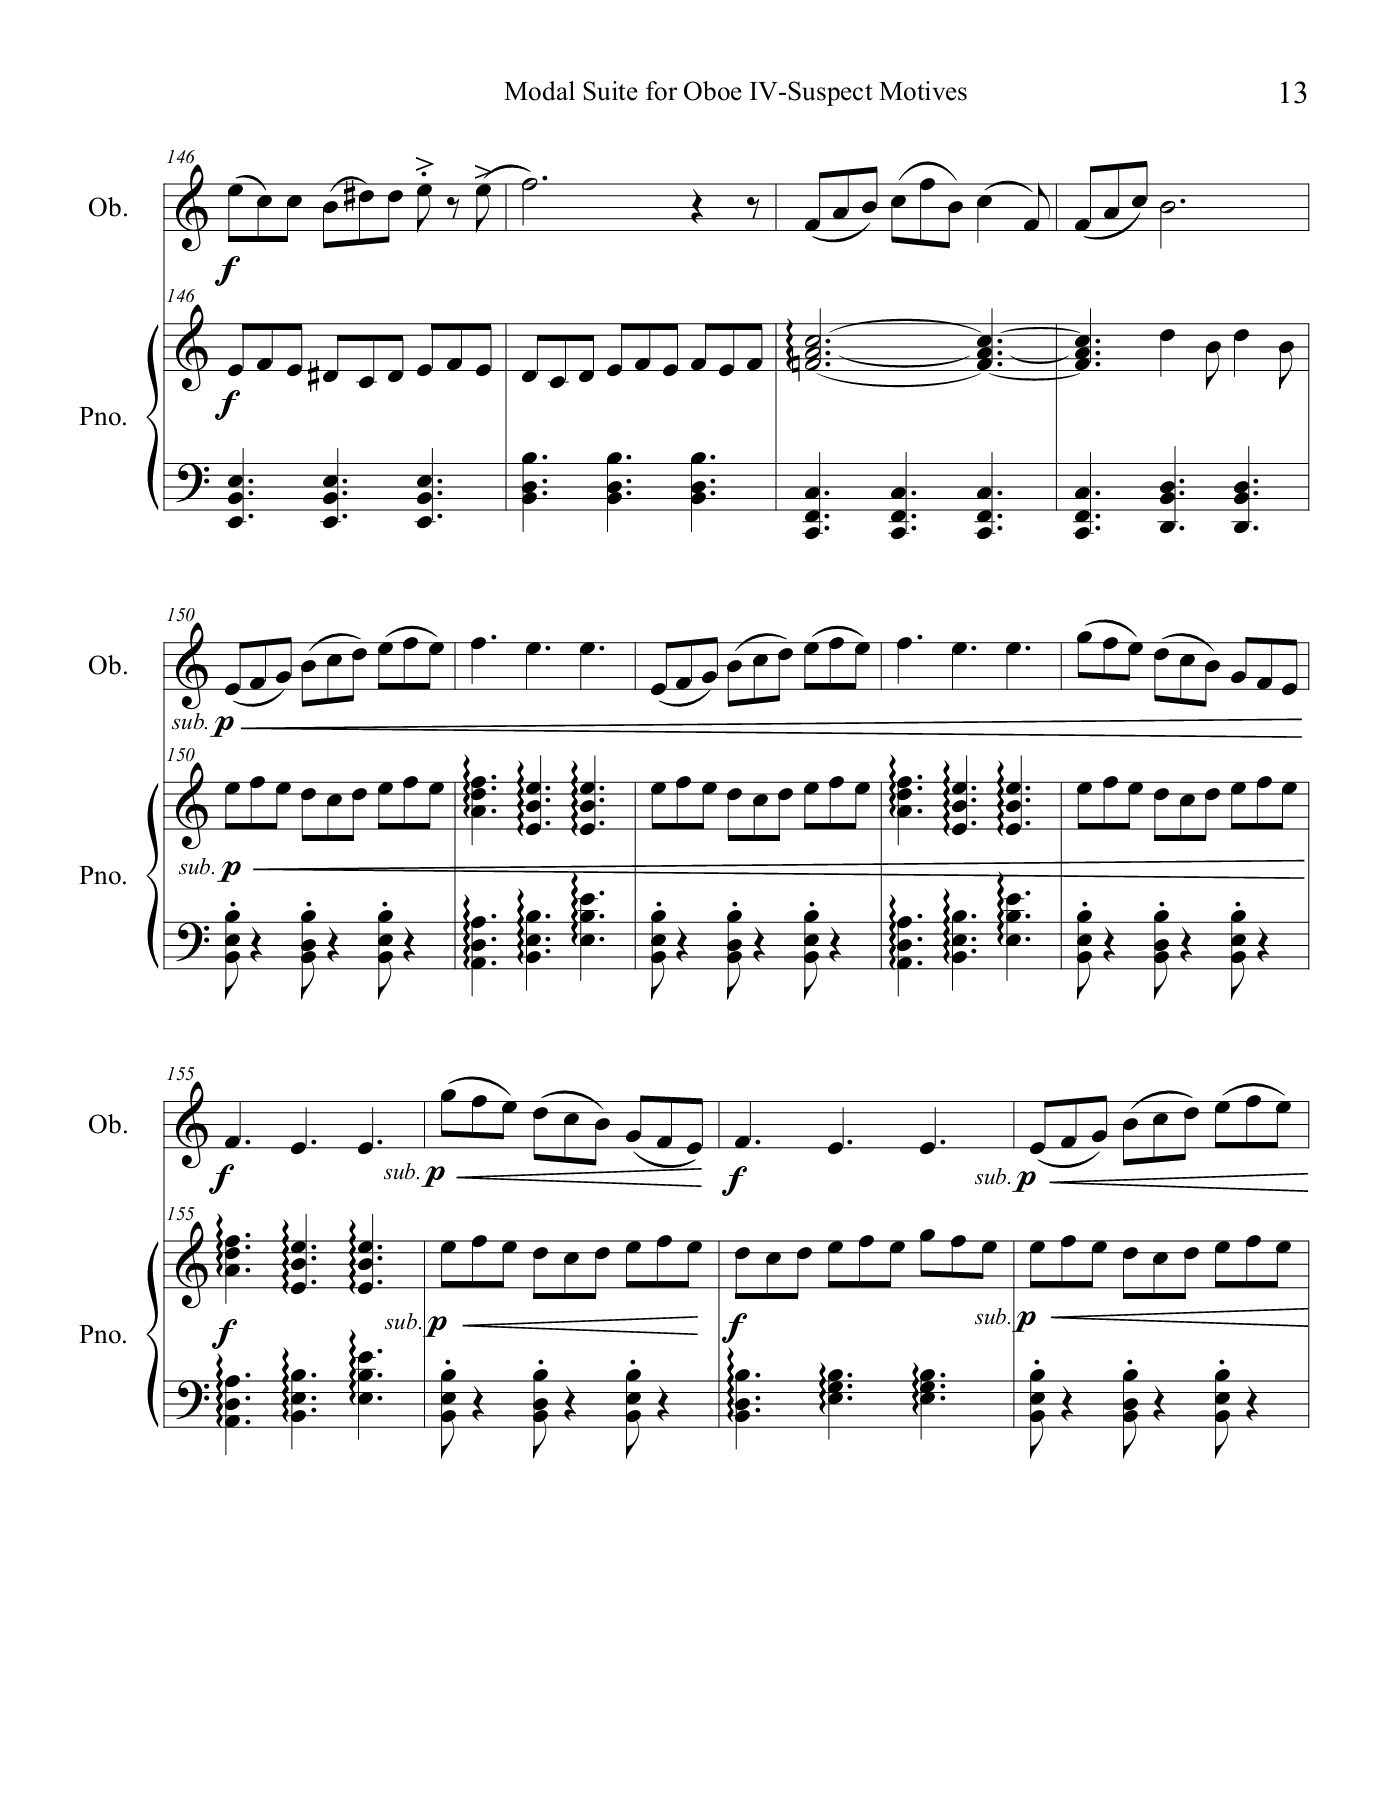 Modal Suite for Oboe IV-Suspect Motives 13
146
Ob.
f
146
f
Pno.
150
Ob.
sub. p
150
sub. p
Pno.
155
Ob.
f sub. p f sub. p
155
f sub. p f sub. p
Pno.